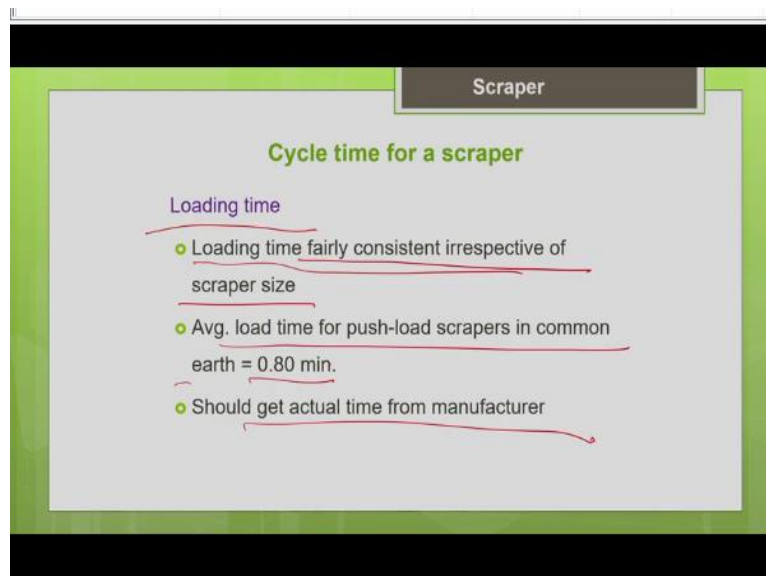 Scraper
Cycle time for a scraper
Loading time
Loading time fairly consistent irrespective of
scraper size
Avg. load time for push-load scrapers in common
earth = 0.80 min.
Should get actual time from manufacturer